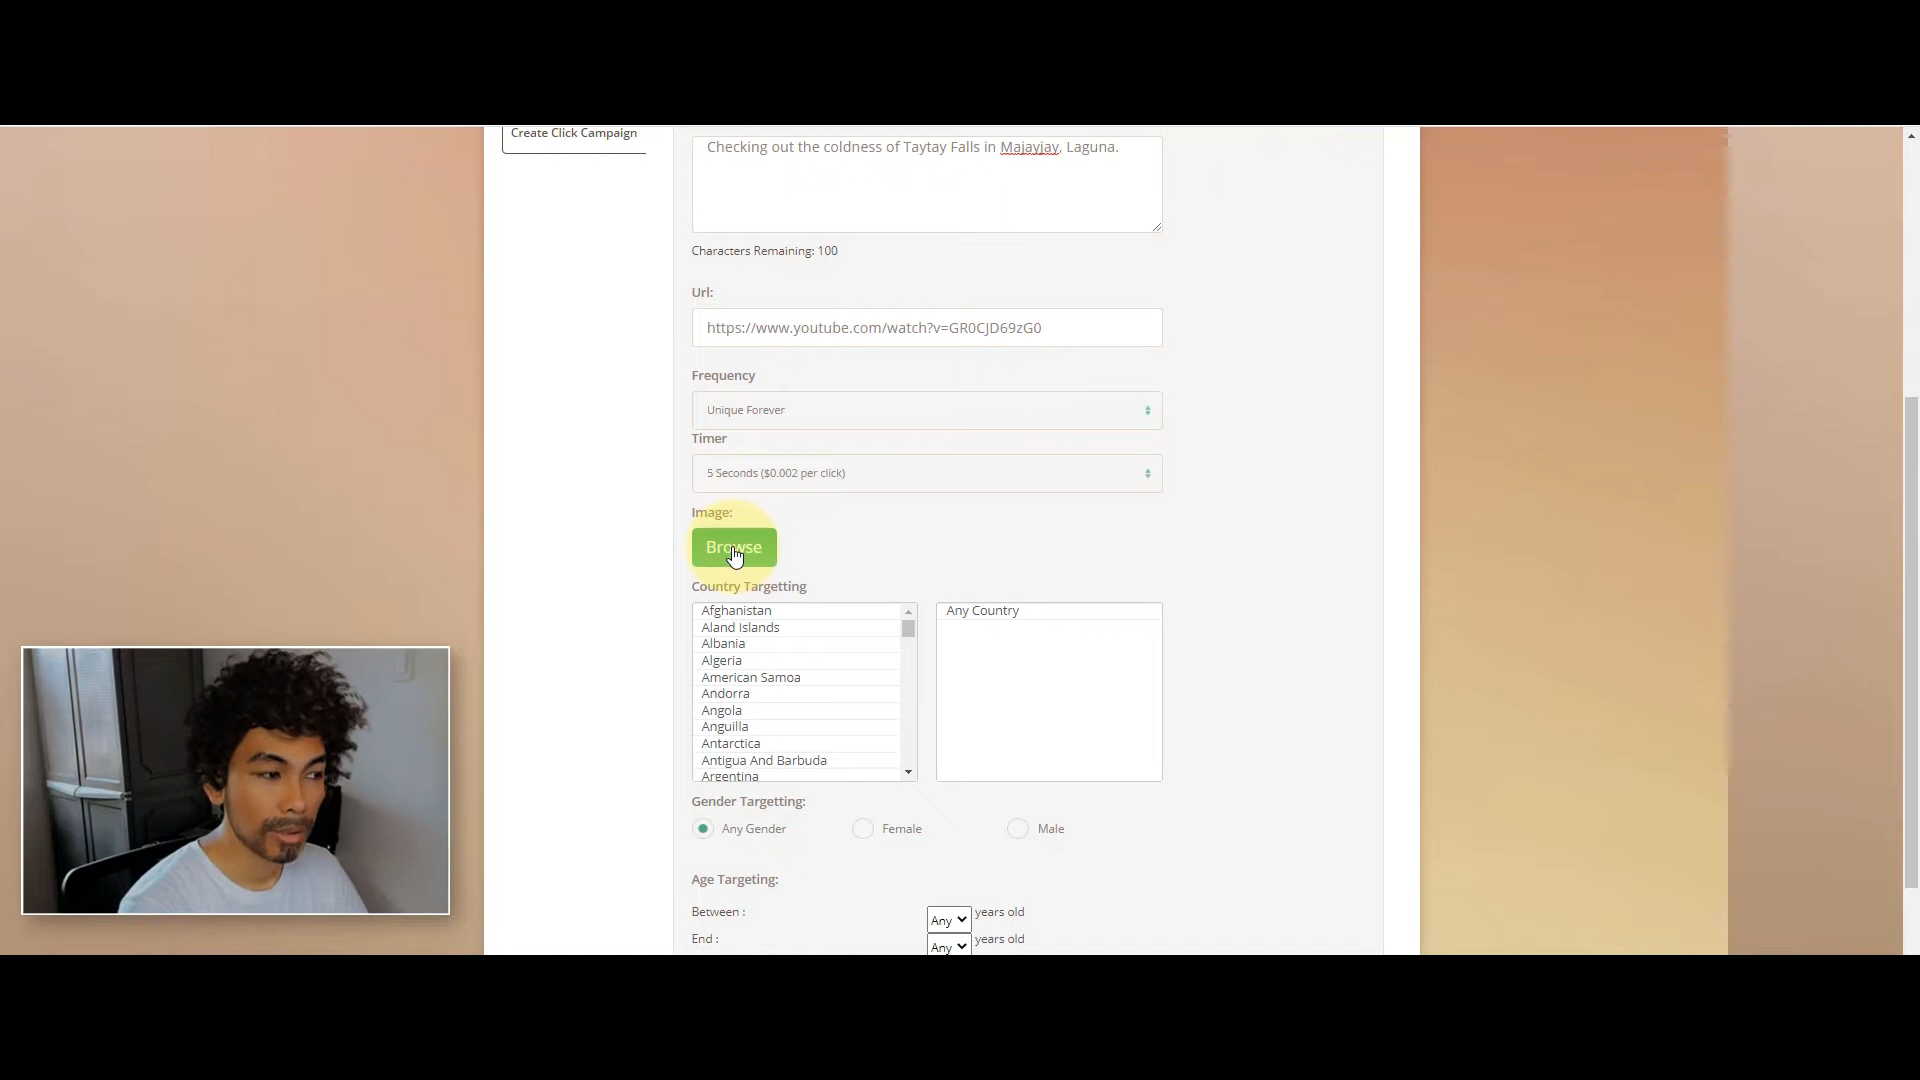 Create Click Campaign
Checking out the coldness of Taytay Falls in Majayjay, Laguna.
Characters Remaining: 100
Url:
https://www.youtube.com/watch?v=GR0CJD69zG0
Frequency
Unique Forever
Timer
5 Seconds ($0.002 per click)
Image:
Browse
Country Targetting
Afghanistan
Aland Islands
Albania
Algeria
American Samoa
Andorra
Angola
Anguilla
Antarctica
Antigua And Barbuda
Argentina
Any Country
Gender Targetting:
Any Gender Female Male
Age Targeting:
Between : Any years old
End : Any years old